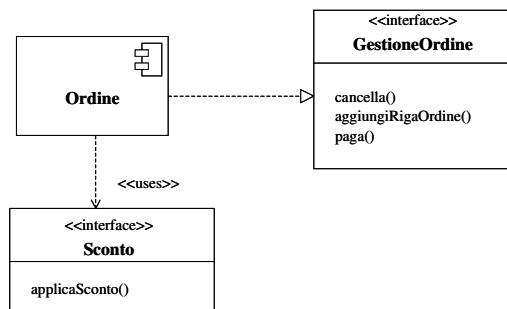 <<interface>>
GestioneOrdine
cancella()
aggiungiRigaOrdine()
paga()
Ordine
<<uses>>
<<interface>>
Sconto
applicaSconto()